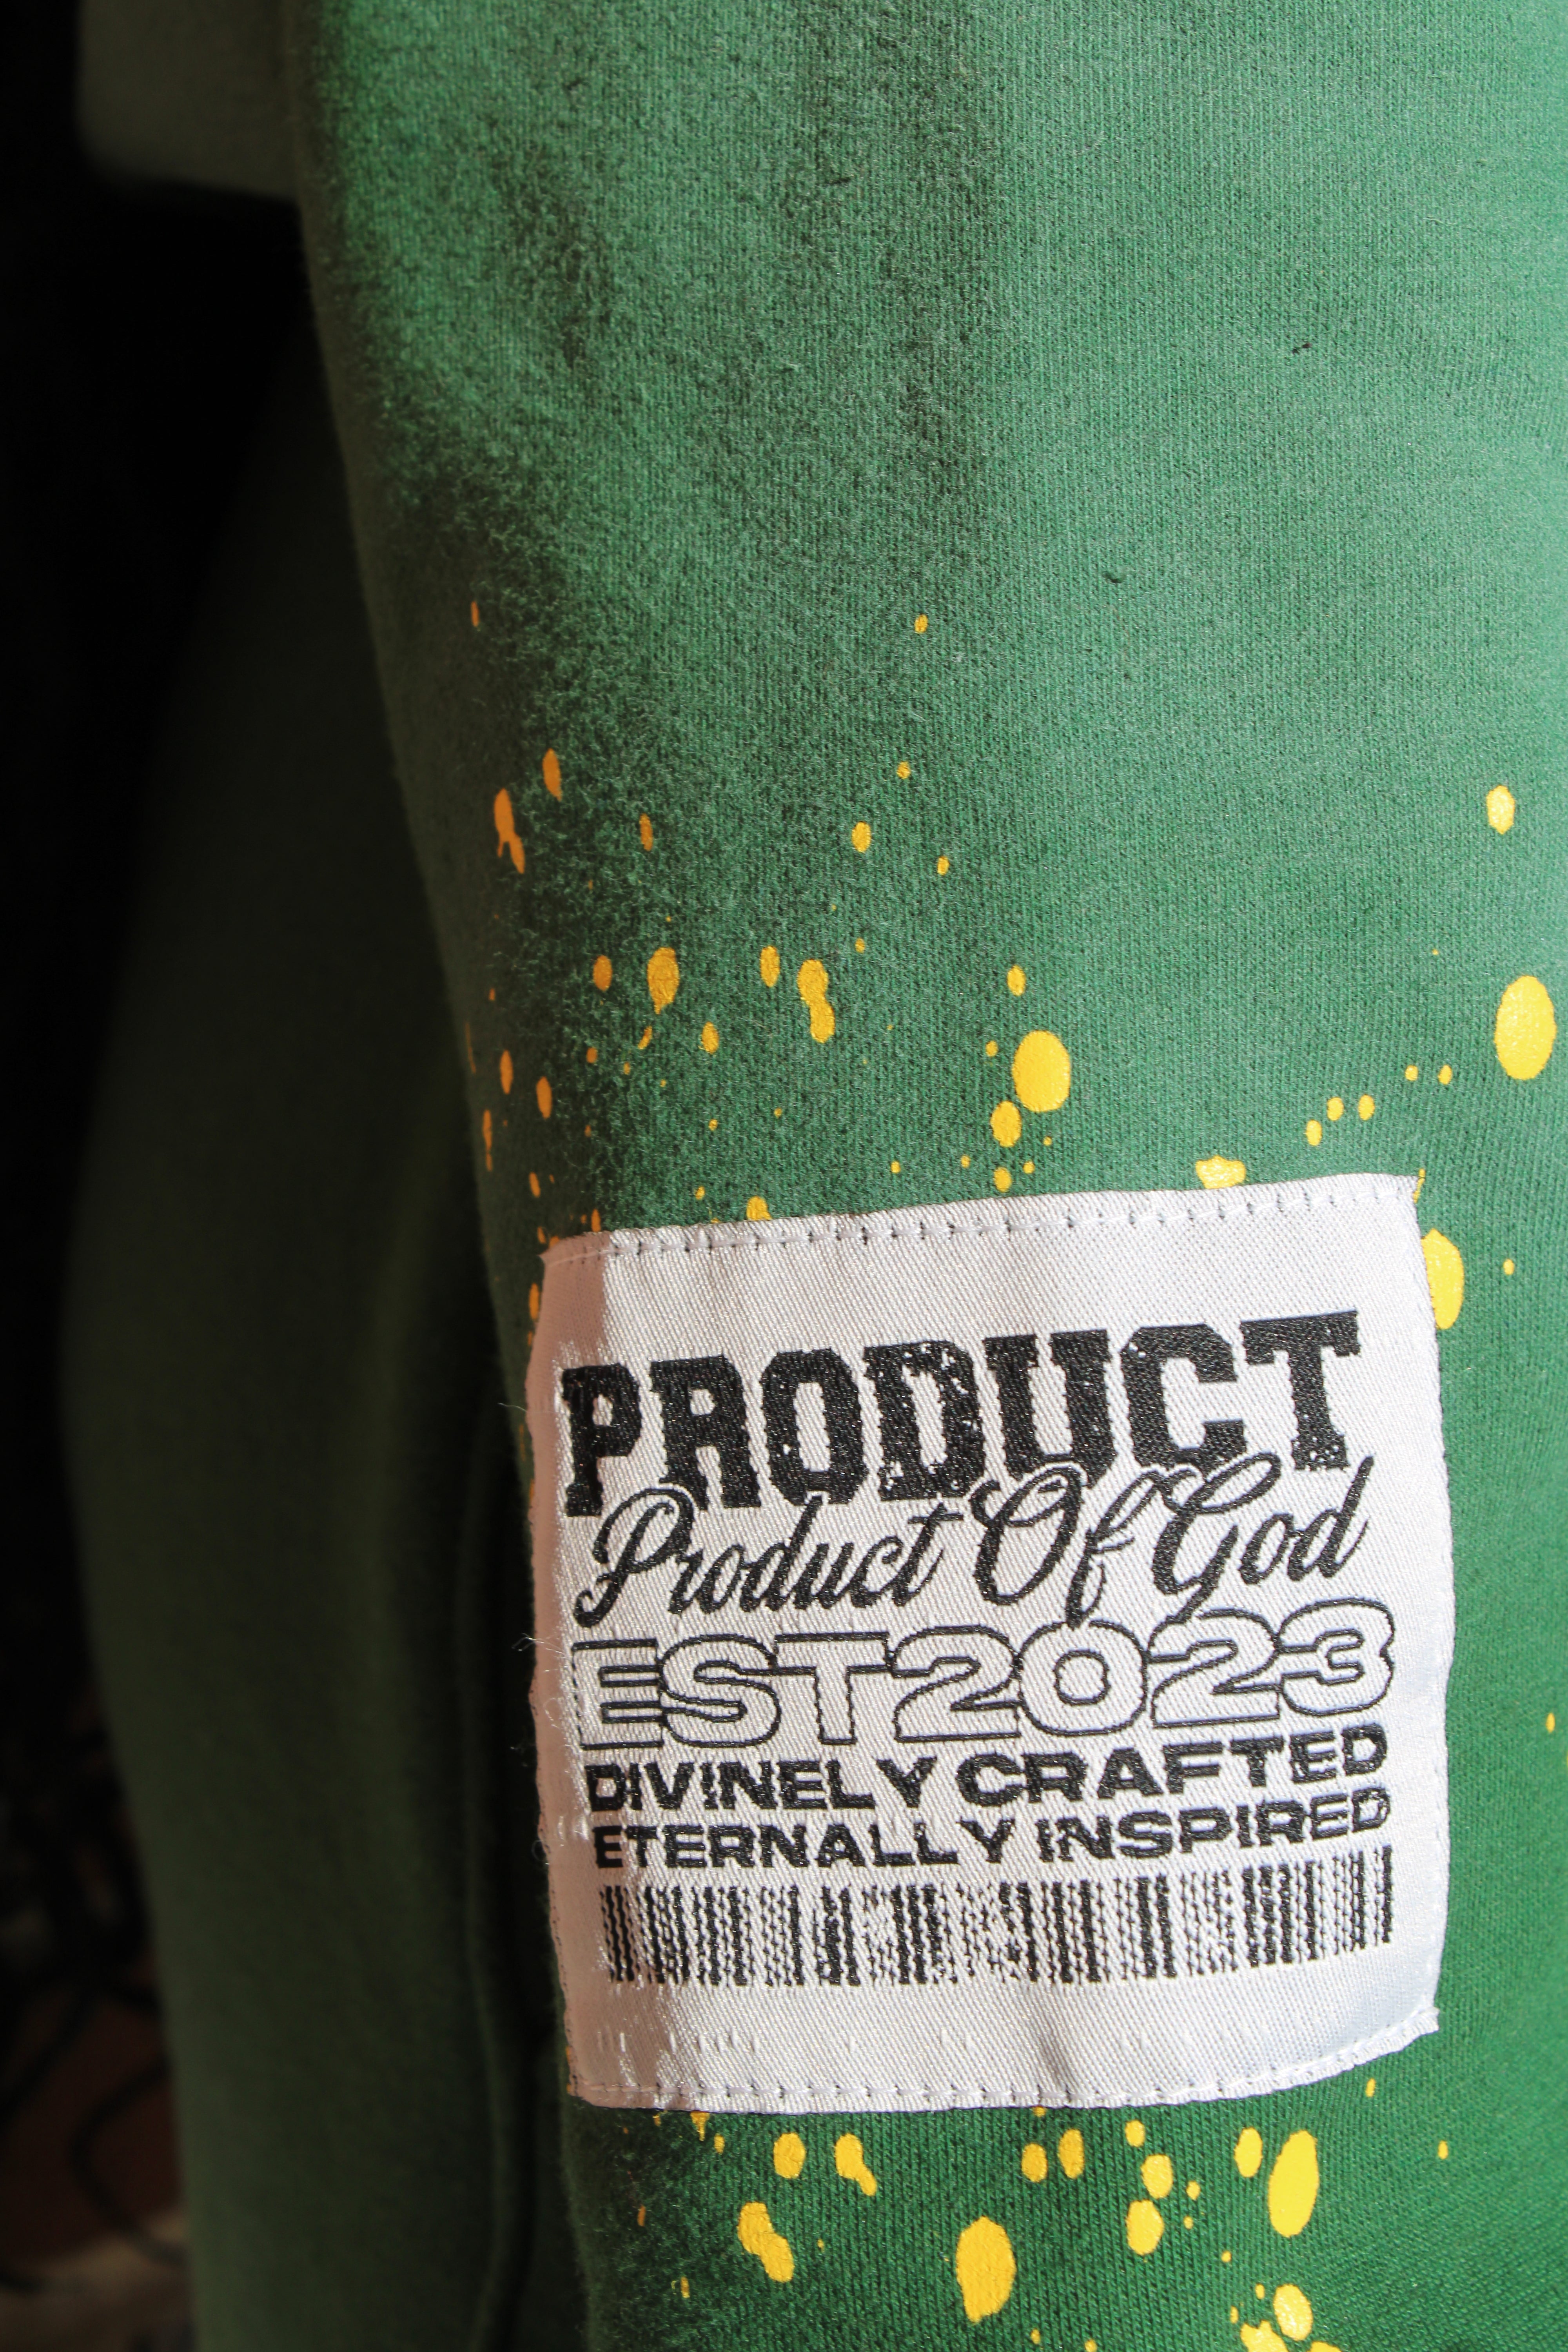 PRODUCT
Product Of God
EST2023
DIVINELY CRAFTED
ETERNALLY INSPIRED